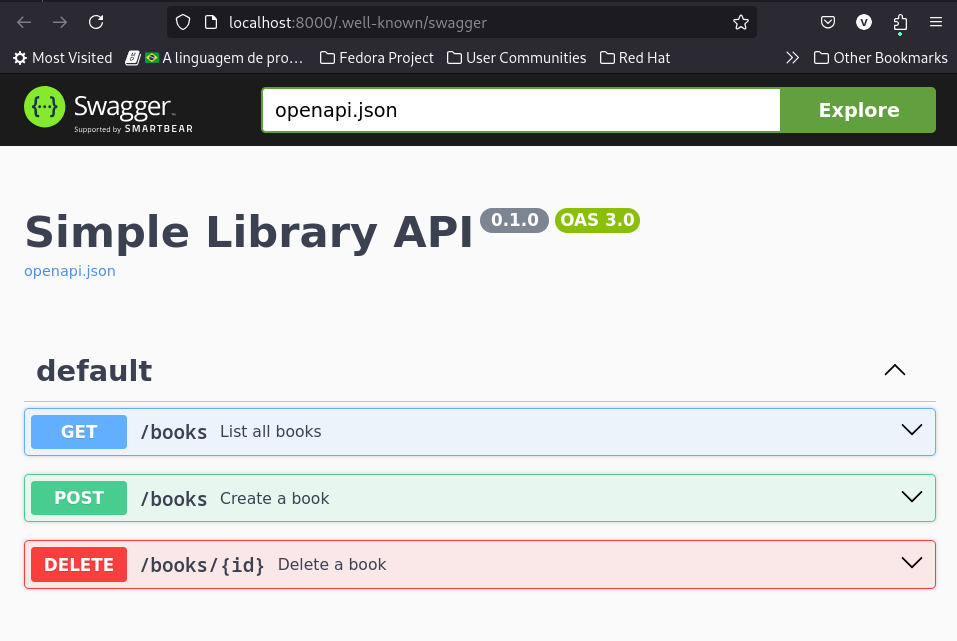 localhost:8000/.well-known/swagger
Most Visited A linguagem de pro… Fedora Project User Communities Red Hat Other Bookmarks
V
{···} Swagger™
Supported by SMARTBEAR
openapi.json Explore
Simple Library API 0.1.0 OAS 3.0
openapi.json
default
GET /books List all books
POST /books Create a book
DELETE /books/{id} Delete a book